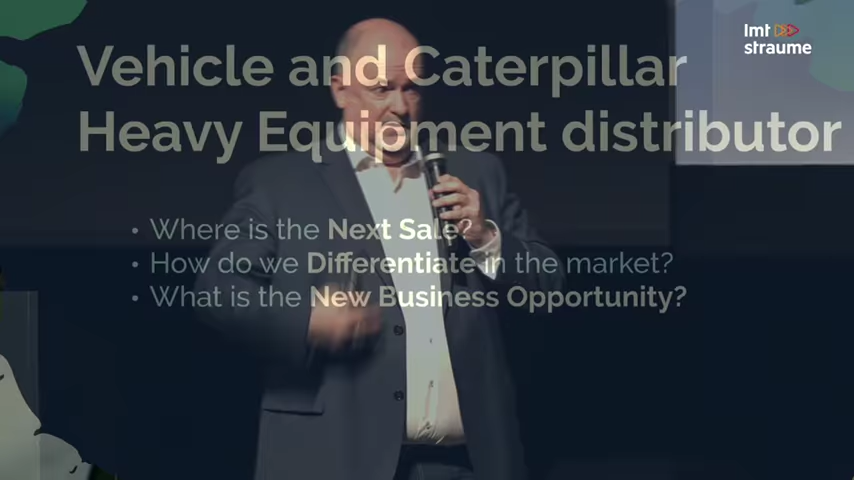 lmt
straume
Vehicle and Caterpillar
Heavy Equipment distributor
• Where is the Next Sale?
• How do we Differentiate in the market?
• What is the New Business Opportunity?